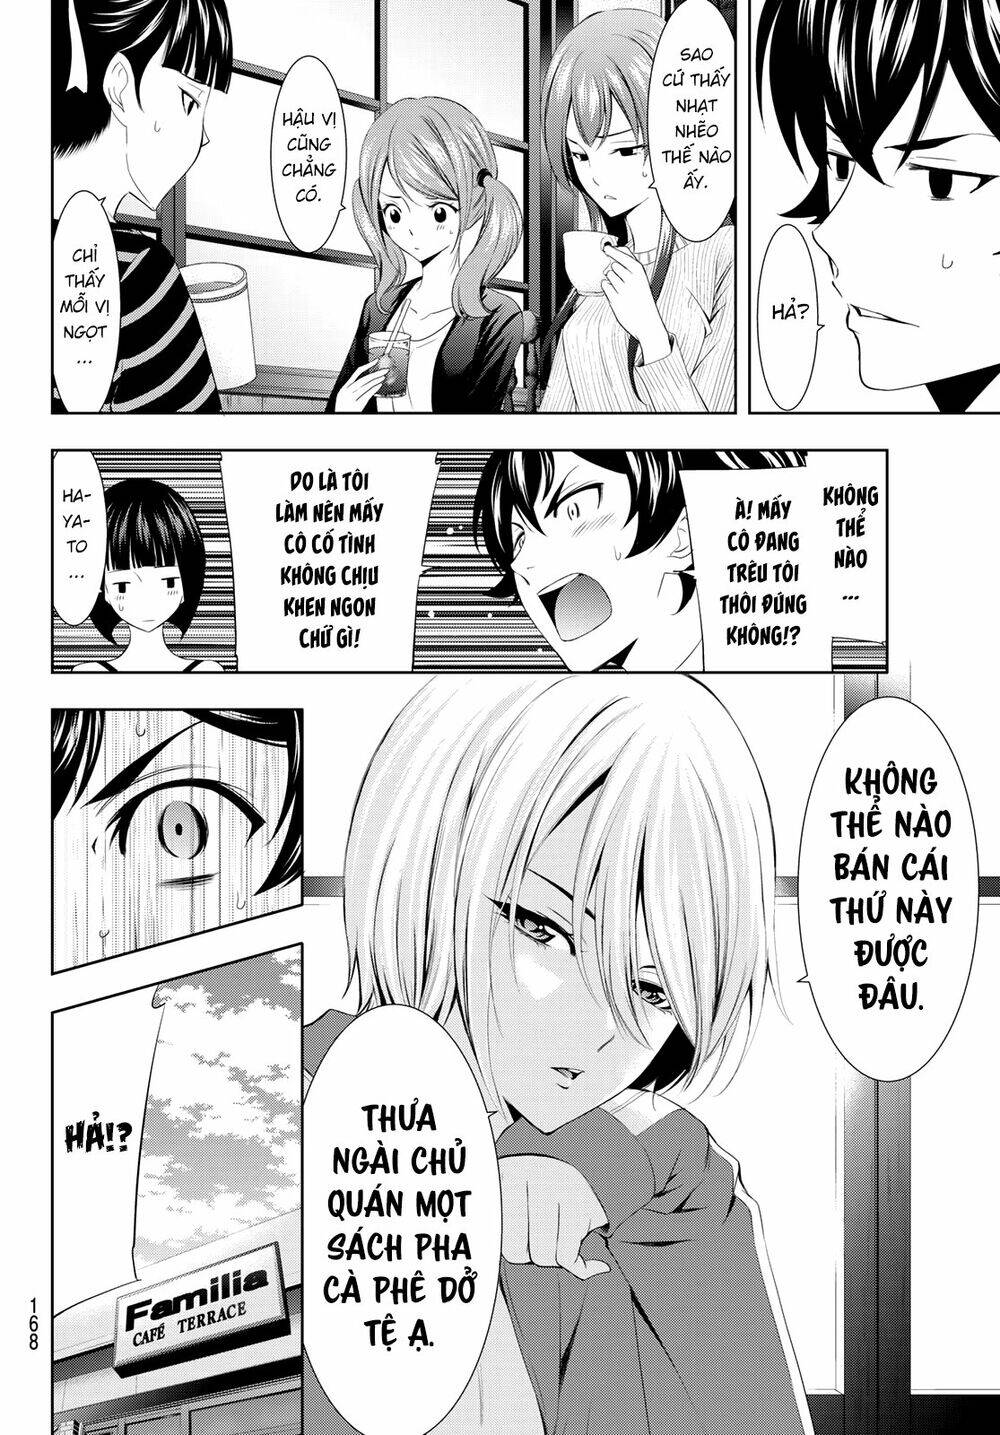 HẢ?
SAO
CỨ THẤY
NHẠT
NHẼO
THẾ NÀO
ẤY.
HẬU VỊ
CŨNG
CHẲNG
CÓ.
CHỈ
THẤY
MỖI VỊ
NGỌT
...
KHÔNG
THỂ
NÀO
...
À! MẤY
CÔ ĐANG
TRÊU TÔI
THÔI ĐÚNG
KHÔNG!?
DO LÀ TÔI
LÀM NÊN MẤY
CÔ CỐ TÌNH
KHÔNG CHỊU
KHEN NGON
CHỨ GÌ!
HA-
YA-
TO
...
KHÔNG
THỂ NÀO
BÁN CÁI
THỨ NÀY
ĐƯỢC
ĐÂU.
THƯA
NGÀI CHỦ
QUÁN MỌT
SÁCH PHA
CÀ PHÊ DỞ
TỆ Ạ.
HẢ!?
Familia
CAFÉ TERRACE
168